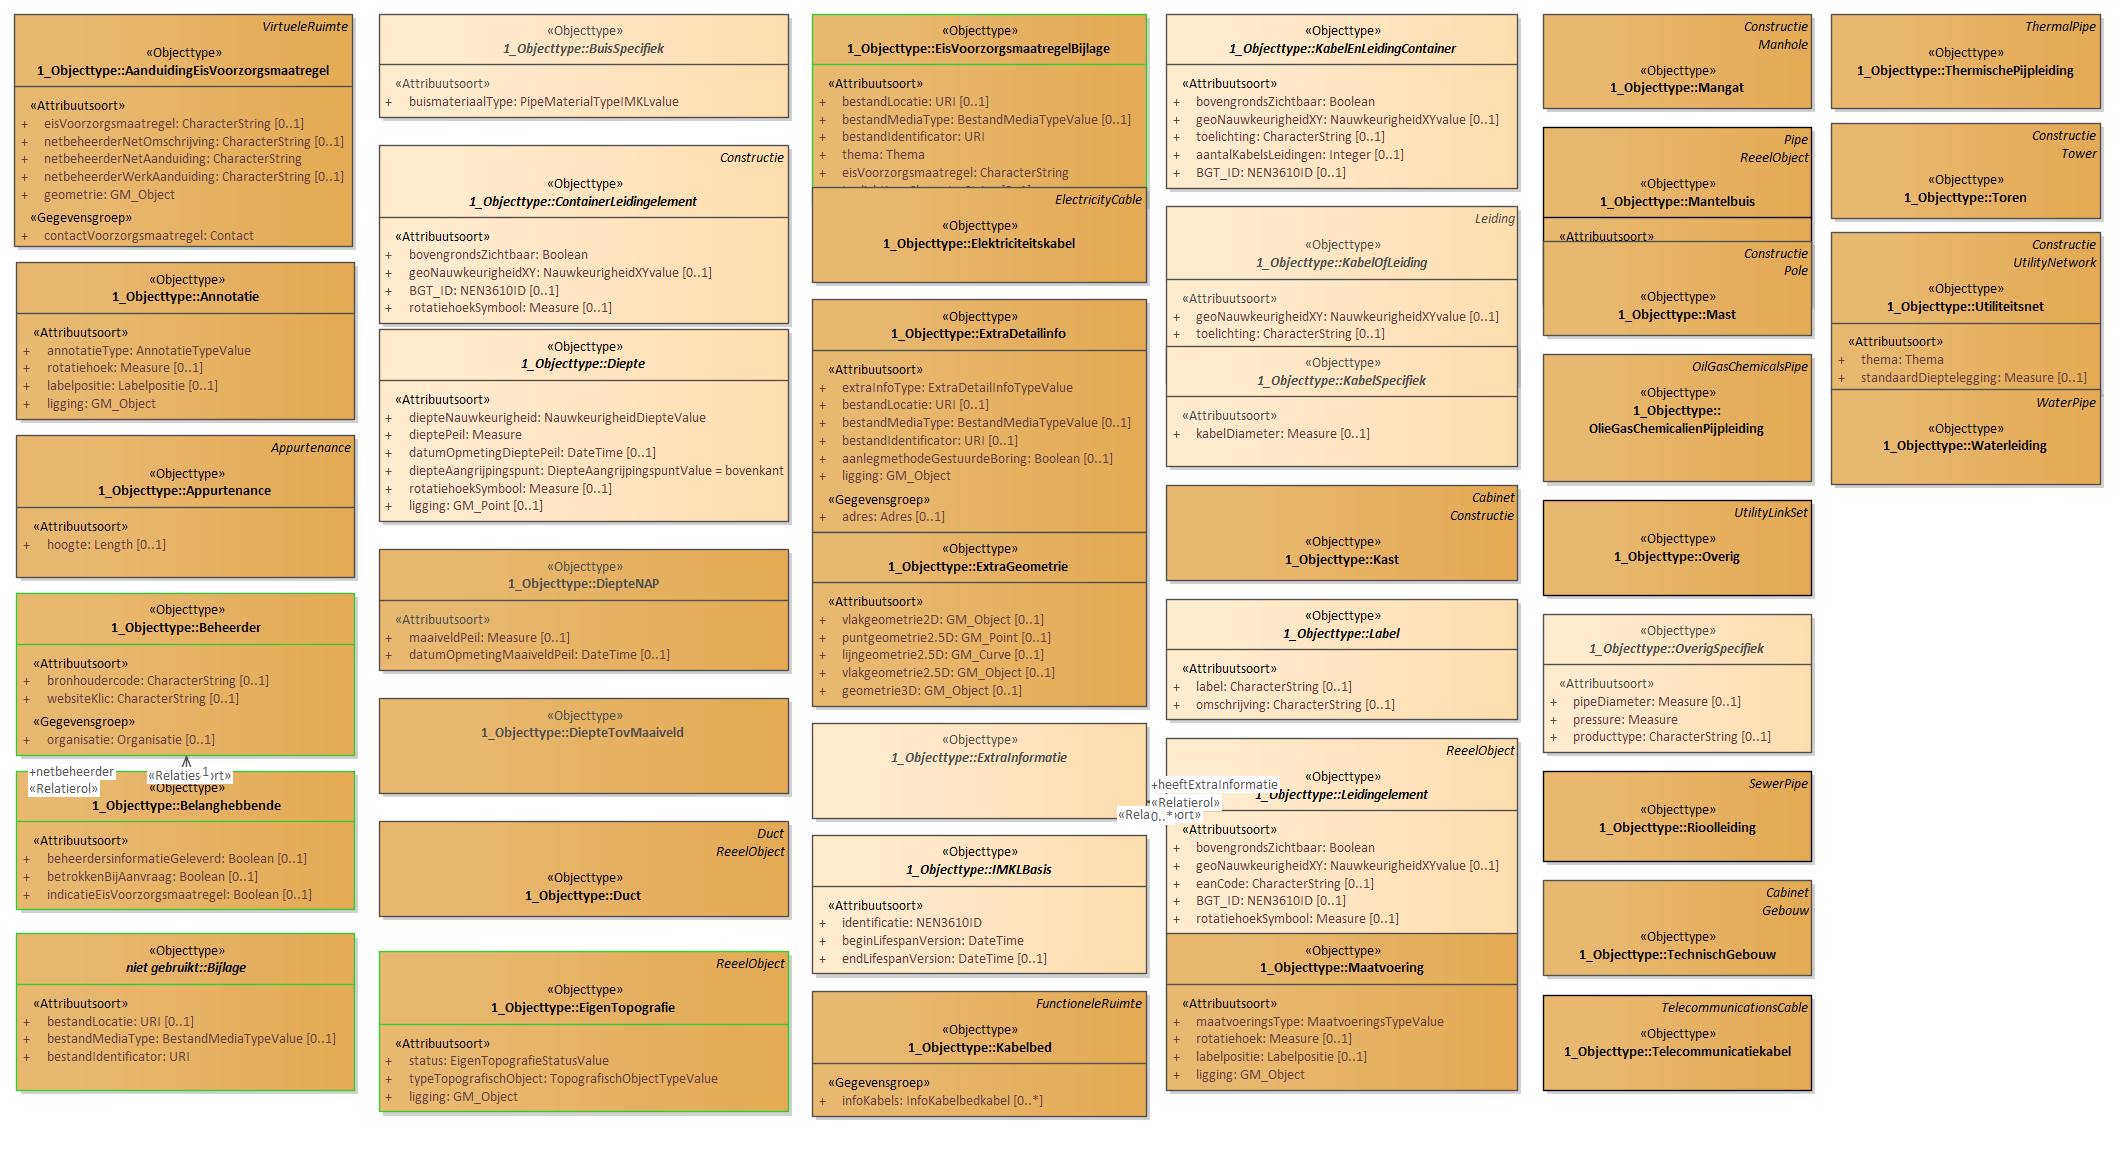 VirtueleRuimte
«Objecttype»
1_Objecttype::AanduidingEisVoorzorgsmaatregel
«Attribuutsoort»
+ eisVoorzorgsmaatregel: CharacterString [0..1]
+ netbeheerderNetOmschrijving: CharacterString [0..1]
+ netbeheerderNetAanduiding: CharacterString
+ netbeheerderWerkAanduiding: CharacterString [0..1]
+ geometrie: GM_Object
«Gegevensgroep»
+ contactVoorzorgsmaatregel: Contact
«Objecttype»
1_Objecttype::Annotatie
«Attribuutsoort»
+ annotatieType: AnnotatieTypeValue
+ rotatiehoek: Measure [0..1]
+ labelpositie: Labelpositie [0..1]
+ ligging: GM_Object
Appurtenance
«Objecttype»
1_Objecttype::Appurtenance
«Attribuutsoort»
+ hoogte: Length [0..1]
«Objecttype»
1_Objecttype::Beheerder
«Attribuutsoort»
+ bronhoudercode: CharacterString [0..1]
+ websiteKlic: CharacterString [0..1]
«Gegevensgroep»
+ organisatie: Organisatie [0..1]
+netbeheerder
«Relatierol»
1
«Objecttype»
1_Objecttype::Belanghebbende
«Attribuutsoort»
+ beheerdersinformatieGeleverd: Boolean [0..1]
+ betrokkenBijAanvraag: Boolean [0..1]
+ indicatieEisVoorzorgsmaatregel: Boolean [0..1]
«Objecttype»
niet gebruikt::Bijlage
«Attribuutsoort»
+ bestandLocatie: URI [0..1]
+ bestandMediaType: BestandMediaTypeValue [0..1]
+ bestandIdentificator: URI
«Objecttype»
1_Objecttype::BuisSpecifiek
«Attribuutsoort»
+ buismateriaalType: PipeMaterialTypeIMKLvalue
Constructie
«Objecttype»
1_Objecttype::ContainerLeidingelement
«Attribuutsoort»
+ bovengrondsZichtbaar: Boolean
+ geoNauwkeurigheidXY: NauwkeurigheidXYvalue [0..1]
+ BGT_ID: NEN3610ID [0..1]
+ rotatiehoekSymbool: Measure [0..1]
«Objecttype»
1_Objecttype::Diepte
«Attribuutsoort»
+ diepteNauwkeurigheid: NauwkeurigheidDiepteValue
+ dieptePeil: Measure
+ datumOpmetingDieptePeil: DateTime [0..1]
+ diepteAangrijpingspunt: DiepteAangrijpingspuntValue = bovenkant
+ rotatiehoekSymbool: Measure [0..1]
+ ligging: GM_Point [0..1]
«Objecttype»
1_Objecttype::DiepteNAP
«Attribuutsoort»
+ maaiveldPeil: Measure [0..1]
+ datumOpmetingMaaiveldPeil: DateTime [0..1]
«Objecttype»
1_Objecttype::DiepteTovMaaiveld
Duct
ReeelObject
«Objecttype»
1_Objecttype::Duct
ReeelObject
«Objecttype»
1_Objecttype::EigenTopografie
«Attribuutsoort»
+ status: EigenTopografieStatusValue
+ typeTopografischObject: TopografischObjectTypeValue
+ ligging: GM_Object
«Objecttype»
1_Objecttype::EisVoorzorgsmaatregelBijlage
«Attribuutsoort»
+ bestandLocatie: URI [0..1]
+ bestandMediaType: BestandMediaTypeValue [0..1]
+ bestandIdentificator: URI
+ thema: Thema
+ eisVoorzorgsmaatregel: CharacterString
ElectricityCable
«Objecttype»
1_Objecttype::Elektriciteitskabel
«Objecttype»
1_Objecttype::ExtraDetailinfo
«Attribuutsoort»
+ extraInfoType: ExtraDetailInfoTypeValue
+ bestandLocatie: URI [0..1]
+ bestandMediaType: BestandMediaTypeValue [0..1]
+ bestandIdentificator: URI [0..1]
+ aanlegmethodeGestuurdeBoring: Boolean [0..1]
+ ligging: GM_Object
«Gegevensgroep»
+ adres: Adres [0..1]
«Objecttype»
1_Objecttype::ExtraGeometrie
«Attribuutsoort»
+ vlakgeometrie2D: GM_Object [0..1]
+ puntgeometrie2.5D: GM_Point [0..1]
+ lijngeometrie2.5D: GM_Curve [0..1]
+ vlakgeometrie2.5D: GM_Object [0..1]
+ geometrie3D: GM_Object [0..1]
«Objecttype»
1_Objecttype::ExtraInformatie
«Objecttype»
1_Objecttype::IMKLBasis
«Attribuutsoort»
+ identificatie: NEN3610ID
+ beginLifespanVersion: DateTime
+ endLifespanVersion: DateTime [0..1]
FunctioneleRuimte
«Objecttype»
1_Objecttype::Kabelbed
«Gegevensgroep»
+ infoKabels: InfoKabelbedkabel [0..*]
«Objecttype»
1_Objecttype::KabelEnLeidingContainer
«Attribuutsoort»
+ bovengrondsZichtbaar: Boolean
+ geoNauwkeurigheidXY: NauwkeurigheidXYvalue [0..1]
+ toelichting: CharacterString [0..1]
+ aantalKabelsLeidingen: Integer [0..1]
+ BGT_ID: NEN3610ID [0..1]
Leiding
«Objecttype»
1_Objecttype::KabelOfLeiding
«Attribuutsoort»
+ geoNauwkeurigheidXY: NauwkeurigheidXYvalue [0..1]
+ toelichting: CharacterString [0..1]
«Objecttype»
1_Objecttype::KabelSpecifiek
«Attribuutsoort»
+ kabelDiameter: Measure [0..1]
Cabinet
Constructie
«Objecttype»
1_Objecttype::Kast
«Objecttype»
1_Objecttype::Label
«Attribuutsoort»
+ label: CharacterString [0..1]
+ omschrijving: CharacterString [0..1]
ReeelObject
«Objecttype»
+heeftExtraInformatie
1_Objecttype::Leidingelement
«Relatierol»
0..*
«Attribuutsoort»
+ bovengrondsZichtbaar: Boolean
+ geoNauwkeurigheidXY: NauwkeurigheidXYvalue [0..1]
+ eanCode: CharacterString [0..1]
+ BGT_ID: NEN3610ID [0..1]
+ rotatiehoekSymbool: Measure [0..1]
«Objecttype»
1_Objecttype::Maatvoering
«Attribuutsoort»
+ maatvoeringsType: MaatvoeringsTypeValue
+ rotatiehoek: Measure [0..1]
+ labelpositie: Labelpositie [0..1]
+ ligging: GM_Object
Constructie
Manhole
«Objecttype»
1_Objecttype::Mangat
Pipe
ReeelObject
«Objecttype»
1_Objecttype::Mantelbuis
«Attribuutsoort»
Constructie
Pole
«Objecttype»
1_Objecttype::Mast
OilGasChemicalsPipe
«Objecttype»
1_Objecttype::
OlieGasChemicalienPijpleiding
UtilityLinkSet
«Objecttype»
1_Objecttype::Overig
«Objecttype»
1_Objecttype::OverigSpecifiek
«Attribuutsoort»
+ pipeDiameter: Measure [0..1]
+ pressure: Measure
+ producttype: CharacterString [0..1]
SewerPipe
«Objecttype»
1_Objecttype::Rioolleiding
Cabinet
Gebouw
«Objecttype»
1_Objecttype::TechnischGebouw
TelecommunicationsCable
«Objecttype»
1_Objecttype::Telecommunicatiekabel
ThermalPipe
«Objecttype»
1_Objecttype::ThermischePijpleiding
Constructie
Tower
«Objecttype»
1_Objecttype::Toren
Constructie
UtilityNetwork
«Objecttype»
1_Objecttype::Utiliteitsnet
«Attribuutsoort»
+ thema: Thema
+ standaardDieptelegging: Measure [0..1]
WaterPipe
«Objecttype»
1_Objecttype::Waterleiding